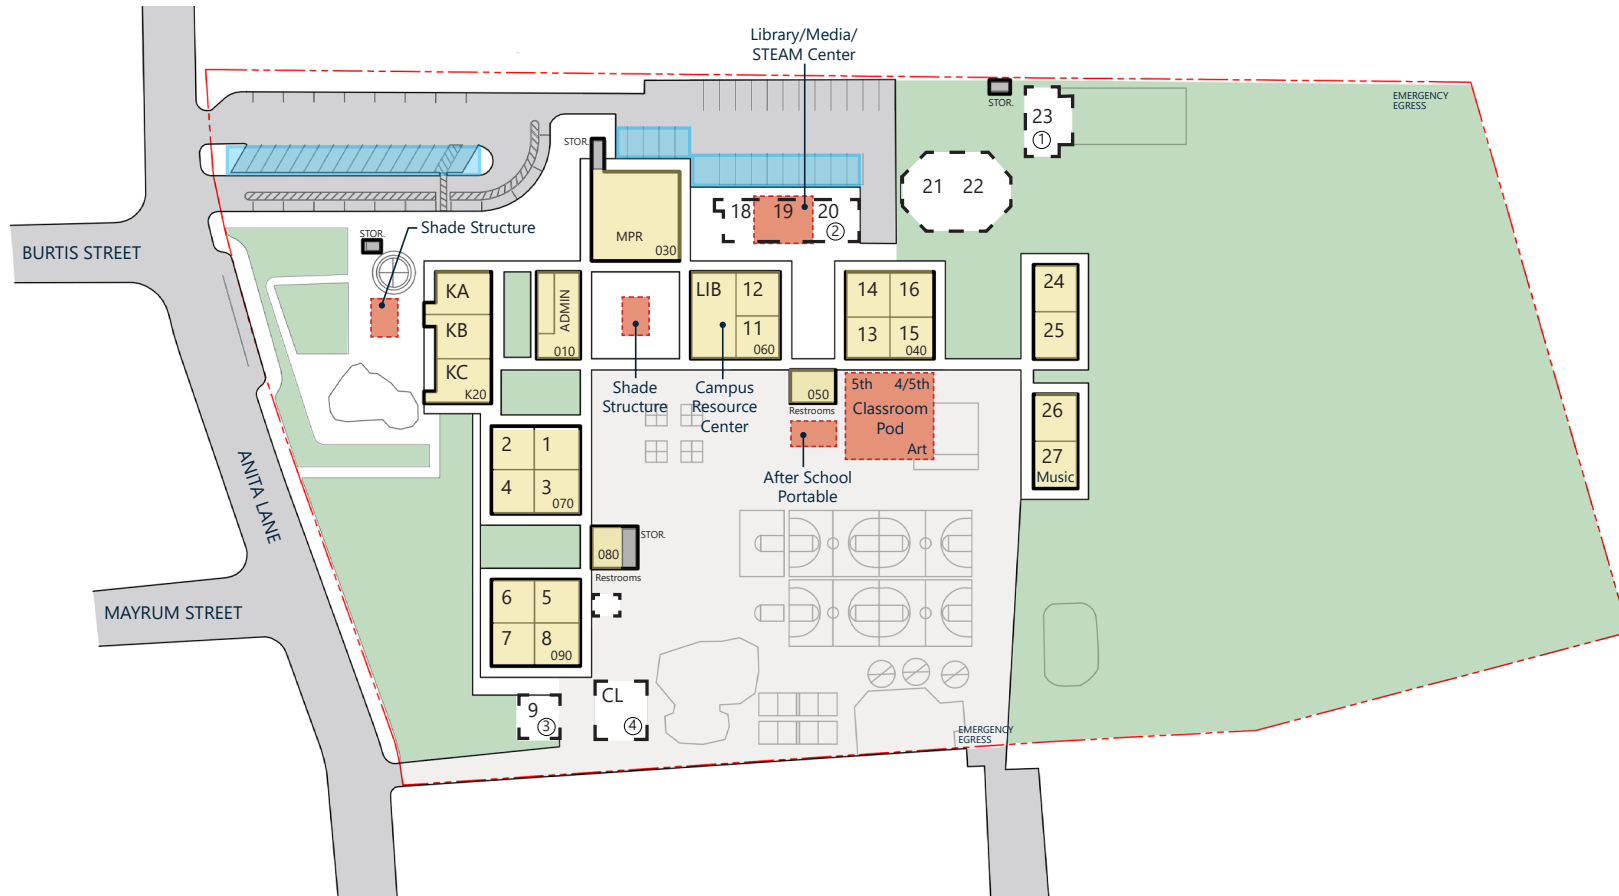 Library/Media/
STEAM Center
EMERGENCY
EGRESS
STOR.
23
1
STOR.
21 22
18 19 20
2
Shade Structure
STOR.
BURTIS STREET
MPR
030
KA
KB
KC
K20
ADMIN
010
LIB 12
11
060
14 16
13 15
040
24
25
Shade
Structure
Campus
Resource
Center
050
Restrooms
5th 4/5th
Classroom
Pod
Art
26
27
Music
After School
Portable
2 1
4 3
070
ANITA LANE
080
STOR.
Restrooms
6 5
7 8
090
MAYRUM STREET
9
3
CL
4
EMERGENCY
EGRESS